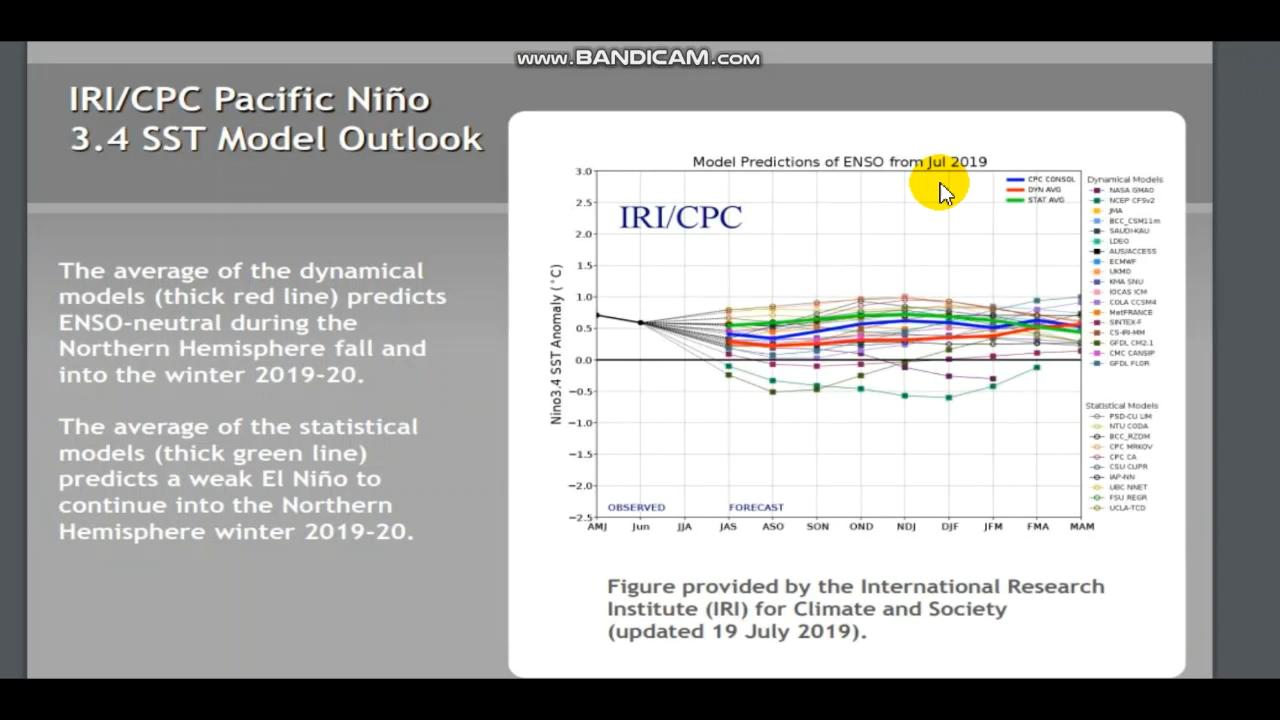 www.BANDICAM.com
IRI/CPC Pacific Niño
3.4 SST Model Outlook
The average of the dynamical
models (thick red line) predicts
ENSO-neutral during the
Northern Hemisphere fall and
into the winter 2019-20.
The average of the statistical
models (thick green line)
predicts a weak El Niño to
continue into the Northern
Hemisphere winter 2019-20.
Model Predictions of ENSO from Jul 2019
IRI/CPC
CPC CONSOL
DYN AVG
STAT AVG
Nino3.4 SST Anomaly (°C)
3.0
2.5
2.0
1.5
1.0
0.5
0.0
−0.5
−1.0
−1.5
−2.0
−2.5
OBSERVED
FORECAST
AMJ Jun JJA JAS ASO SON OND NDJ DJF JFM FMA MAM
Dynamical Models
NASA GMAO
NCEP CFSv2
JMA
BCC_CSM11m
SAUDI-KAU
LDEO
AUS/ACCESS
ECMWF
UKMO
KMA SNU
IOCAS ICM
COLA CCSM4
MetFRANCE
SINTEX-F
CS-IRI-MM
GFDL CM2.1
CMC CANSIP
GFDL FLOR
Statistical Models
PSD-CU LIM
NTU CODA
BCC_RZDM
CPC MRKOV
CPC CA
CSU CLIPR
IAP-NN
UBC NNET
FSU REGR
UCLA-TCD
Figure provided by the International Research
Institute (IRI) for Climate and Society
(updated 19 July 2019).